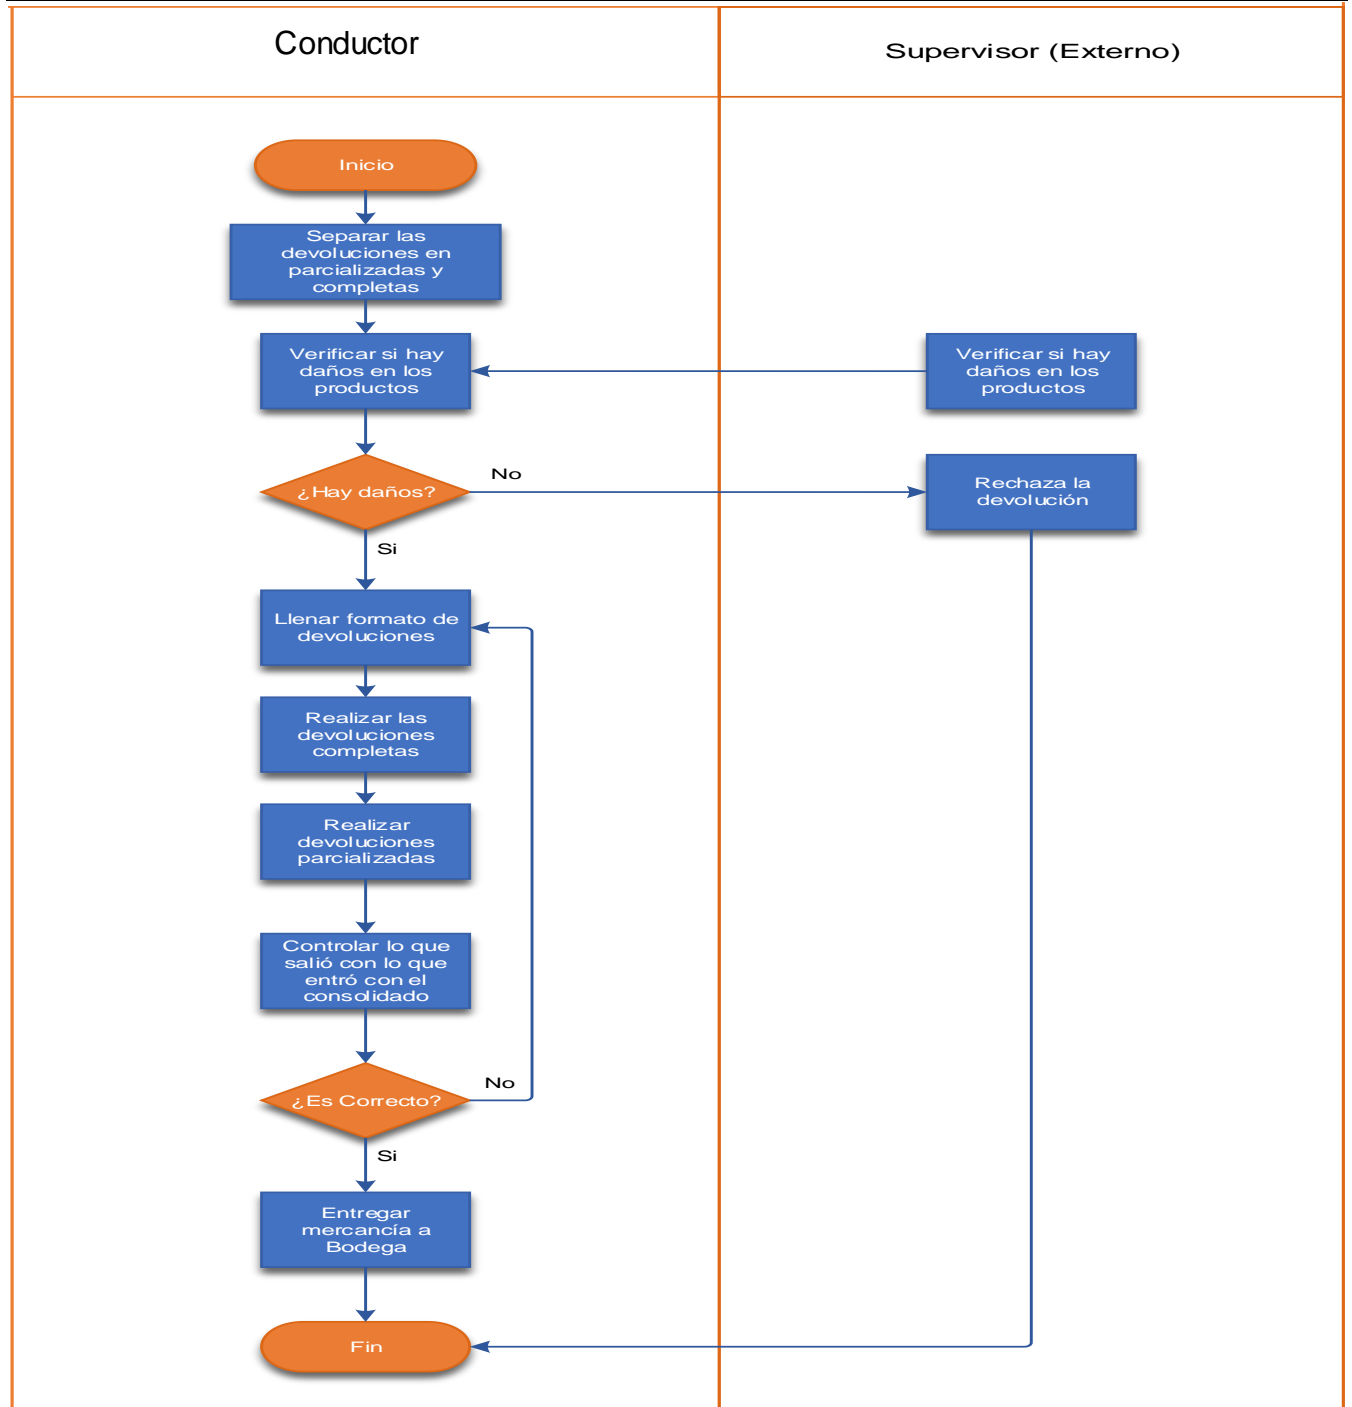 Conductor
Supervisor (Externo)
Inicio
Separar las
devoluciones en
parcializadas y
completas
Verificar si hay
daños en los
productos
Verificar si hay
daños en los
productos
¿Hay daños?
No
Rechaza la
devolución
Si
Llenar formato de
devoluciones
Realizar las
devoluciones
completas
Realizar
devoluciones
parcializadas
Controlar lo que
salió con lo que
entró con el
consolidado
¿Es Correcto?
No
Si
Entregar
mercancía a
Bodega
Fin